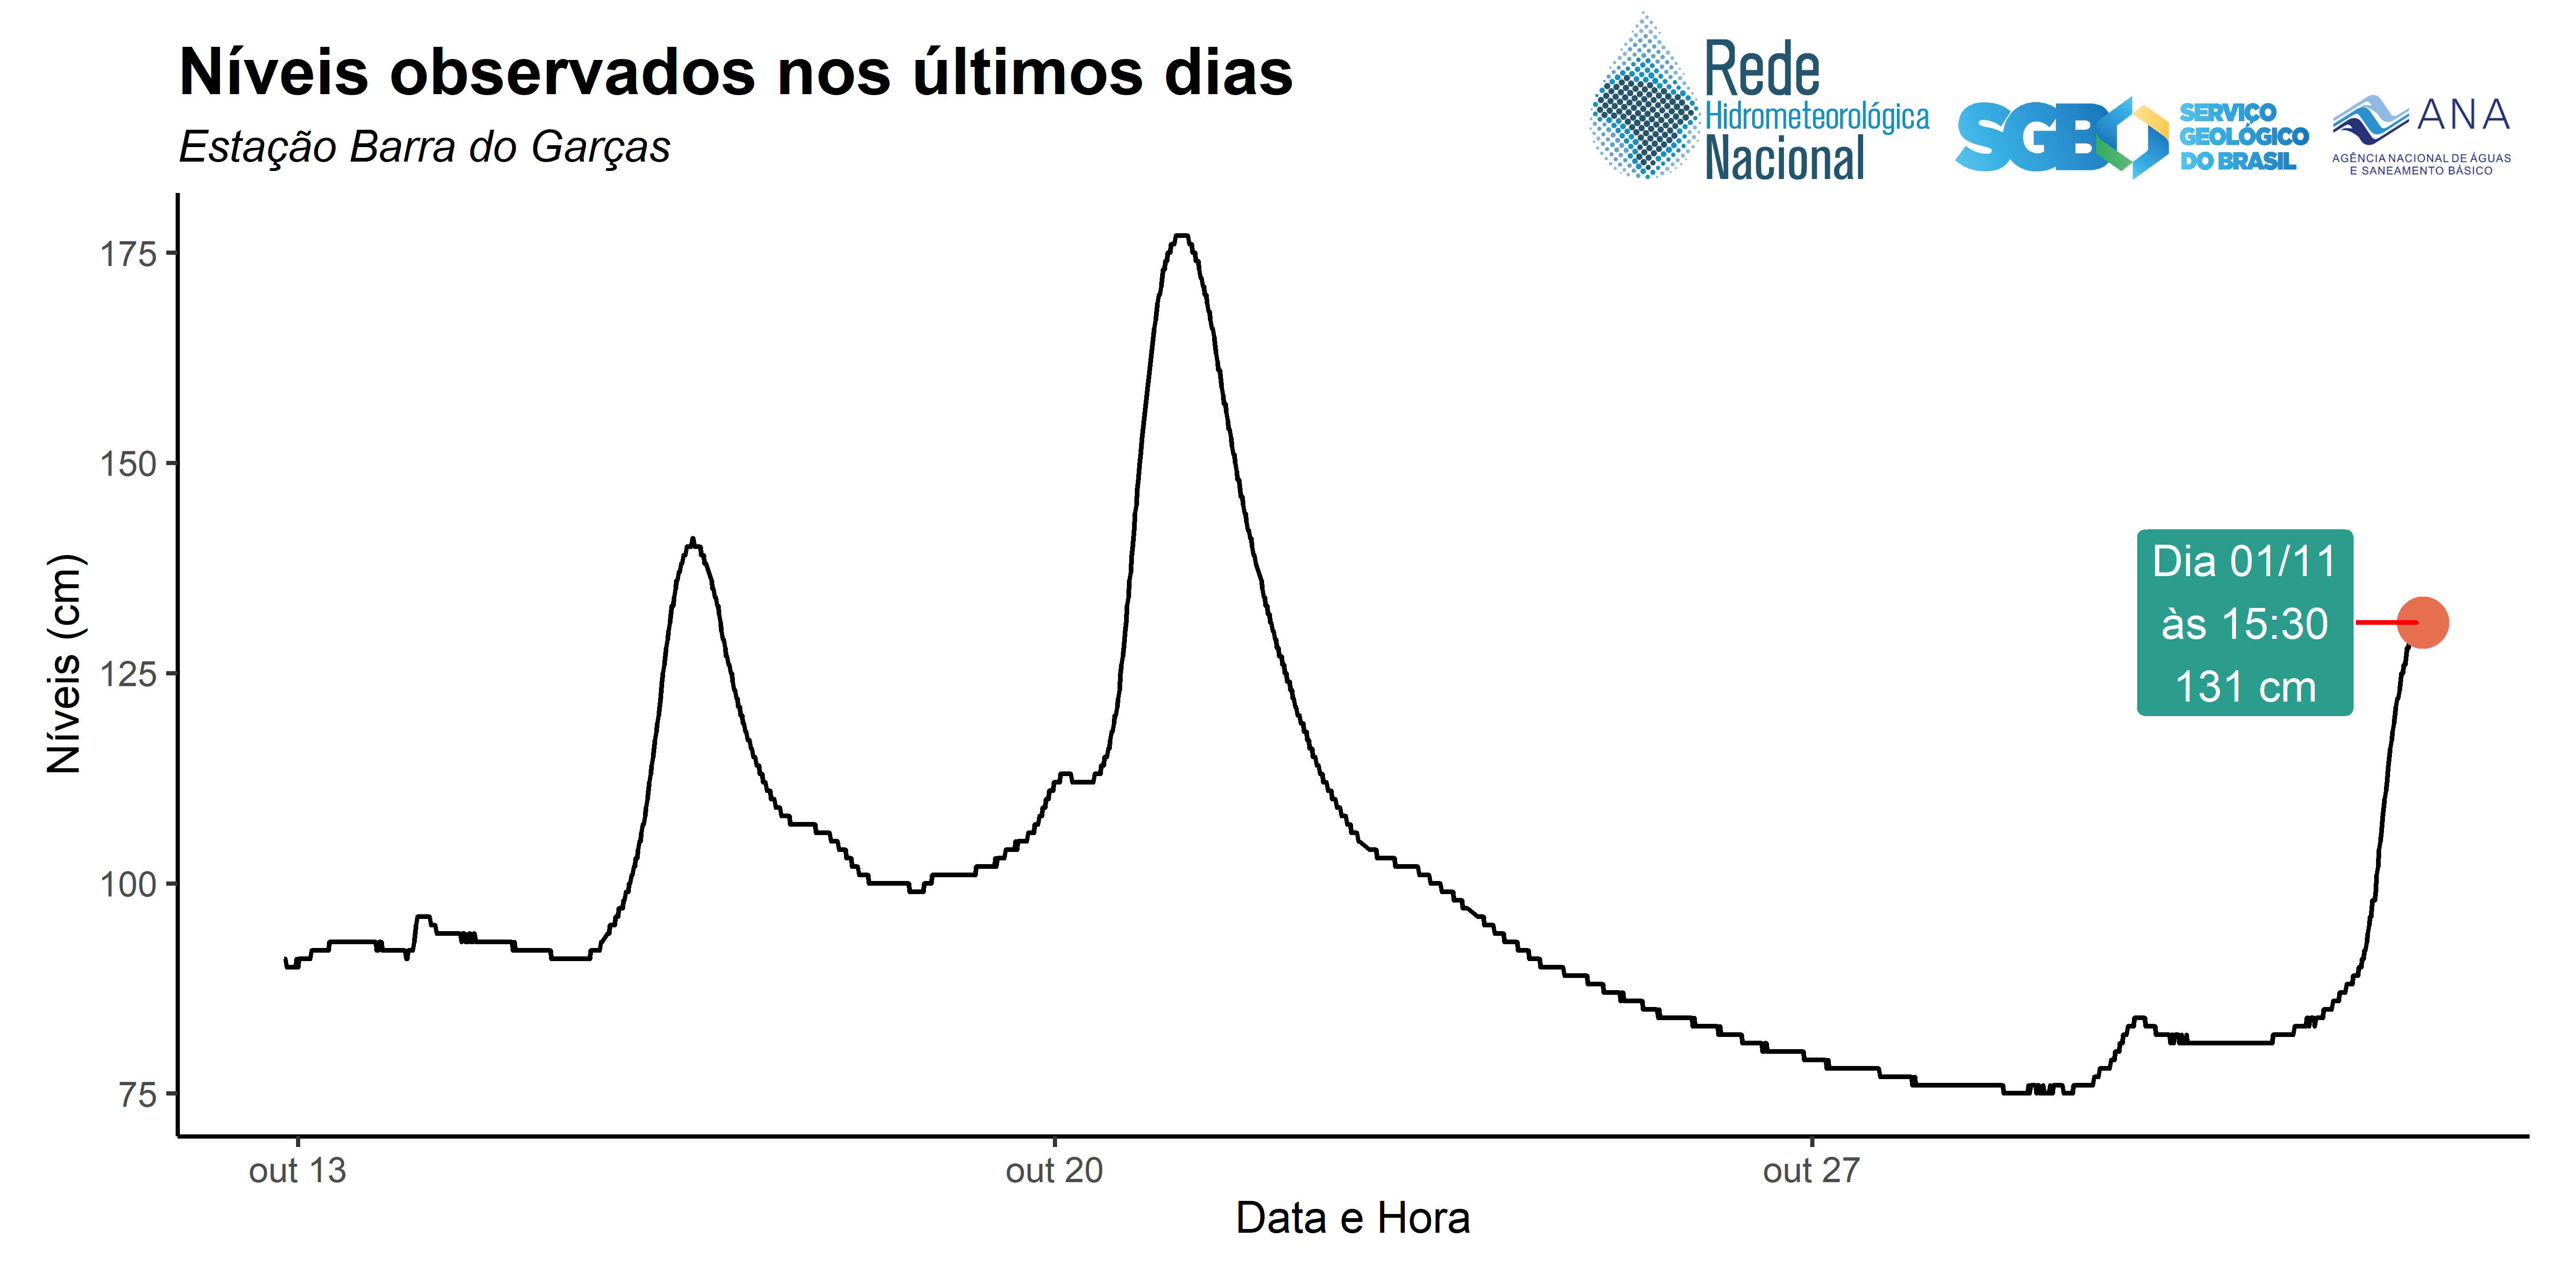 Níveis observados nos últimos dias
Estação Barra do Garças
Rede
Hidrometeorológica
Nacional
SGB
SERVIÇO
GEOLÓGICO
DO BRASIL
ANA
AGÊNCIA NACIONAL DE ÁGUAS
E SANEAMENTO BÁSICO
Níveis (cm)
175
150
125
100
75
Dia 01/11
às 15:30
131 cm
out 13
out 20
out 27
Data e Hora